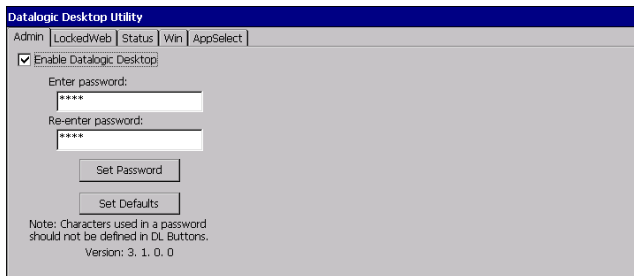 Datalogic Desktop Utility
Admin LockedWeb Status Win AppSelect
Enable Datalogic Desktop
Enter password:
****
Re-enter password:
****
Set Password
Set Defaults
Note: Characters used in a password
should not be defined in DL Buttons.
Version: 3. 1. 0. 0